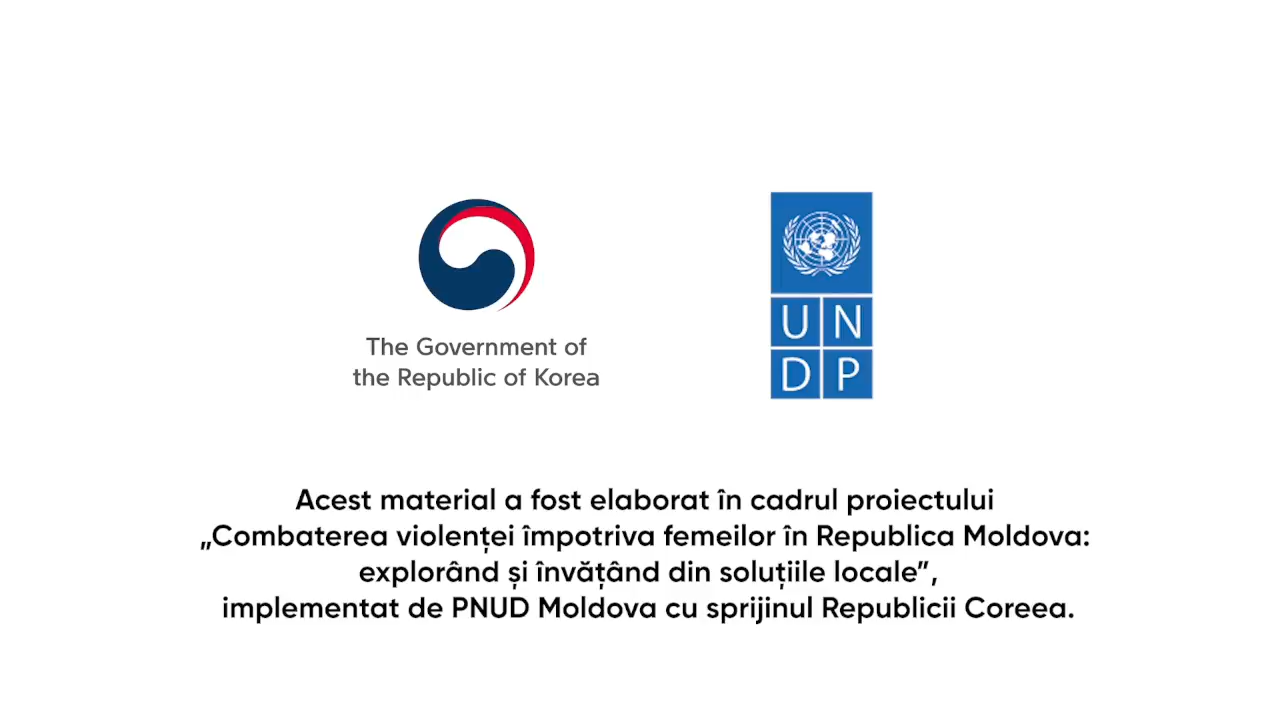 The Government of
the Republic of Korea
U N
D P
Acest material a fost elaborat în cadrul proiectului
„Combaterea violenței împotriva femeilor în Republica Moldova:
explorând și învățând din soluțiile locale”,
implementat de PNUD Moldova cu sprijinul Republicii Coreea.